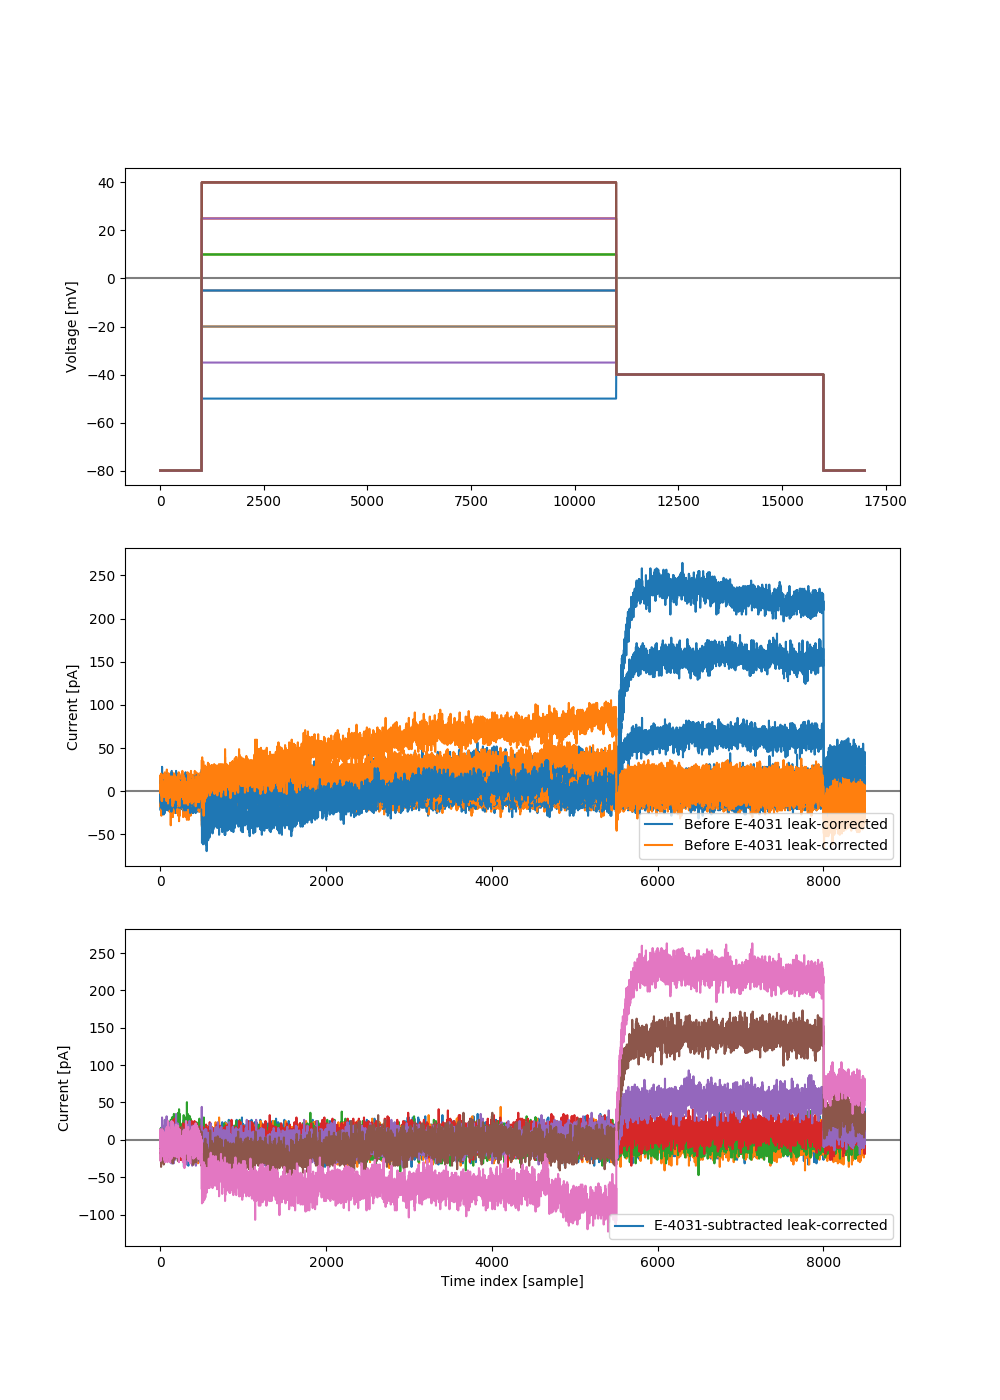 40
20
0
−20
−40
−60
−80
Voltage [mV]
0 2500 5000 7500 10000 12500 15000 17500
250
200
150
100
50
0
−50
Current [pA]
Before E-4031 leak-corrected
Before E-4031 leak-corrected
0 2000 4000 6000 8000
250
200
150
100
50
0
−50
−100
Current [pA]
E-4031-subtracted leak-corrected
0 2000 4000 6000 8000
Time index [sample]